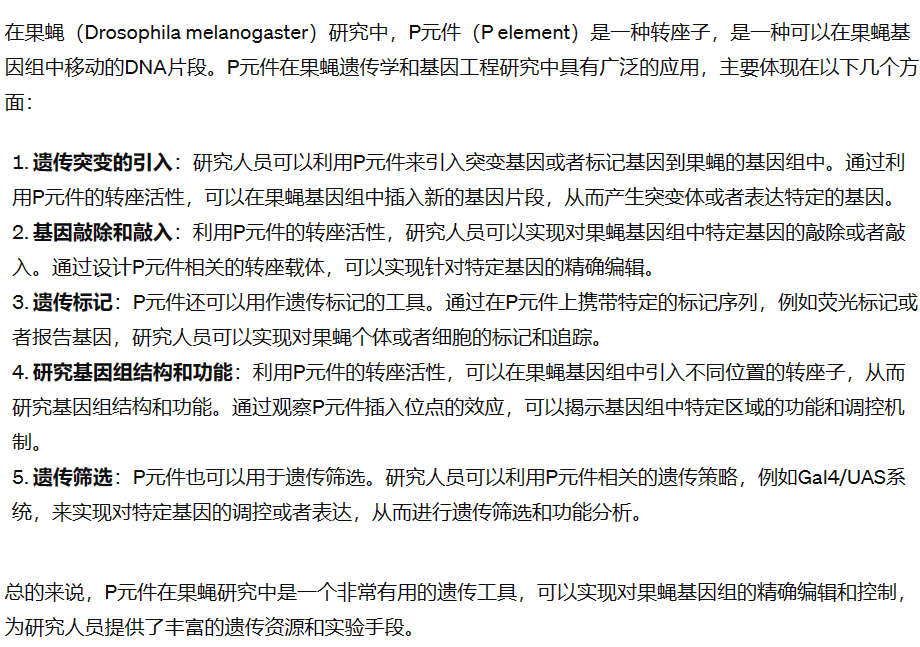 在果蝇（Drosophila melanogaster）研究中，P元件（P element）是一种转座子，是一种可以在果蝇基
因组中移动的DNA片段。P元件在果蝇遗传学和基因工程研究中具有广泛的应用，主要体现在以下几个方
面：
1. 遗传突变的引入：研究人员可以利用P元件来引入突变基因或者标记基因到果蝇的基因组中。通过利
用P元件的转座活性，可以在果蝇基因组中插入新的基因片段，从而产生突变体或者表达特定的基因。
2. 基因敲除和敲入：利用P元件的转座活性，研究人员可以实现对果蝇基因组中特定基因的敲除或者敲
入。通过设计P元件相关的转座载体，可以实现针对特定基因的精确编辑。
3. 遗传标记：P元件还可以用作遗传标记的工具。通过在P元件上携带特定的标记序列，例如荧光标记或
者报告基因，研究人员可以实现对果蝇个体或者细胞的标记和追踪。
4. 研究基因组结构和功能：利用P元件的转座活性，可以在果蝇基因组中引入不同位置的转座子，从而
研究基因组结构和功能。通过观察P元件插入位点的效应，可以揭示基因组中特定区域的功能和调控机
制。
5. 遗传筛选：P元件也可以用于遗传筛选。研究人员可以利用P元件相关的遗传策略，例如Gal4/UAS系
统，来实现对特定基因的调控或者表达，从而进行遗传筛选和功能分析。
总的来说，P元件在果蝇研究中是一个非常有用的遗传工具，可以实现对果蝇基因组的精确编辑和控制，
为研究人员提供了丰富的遗传资源和实验手段。